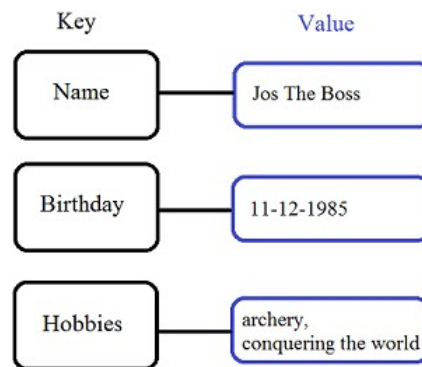 Key Value
Name Jos The Boss
Birthday 11-12-1985
Hobbies archery,
conquering the world